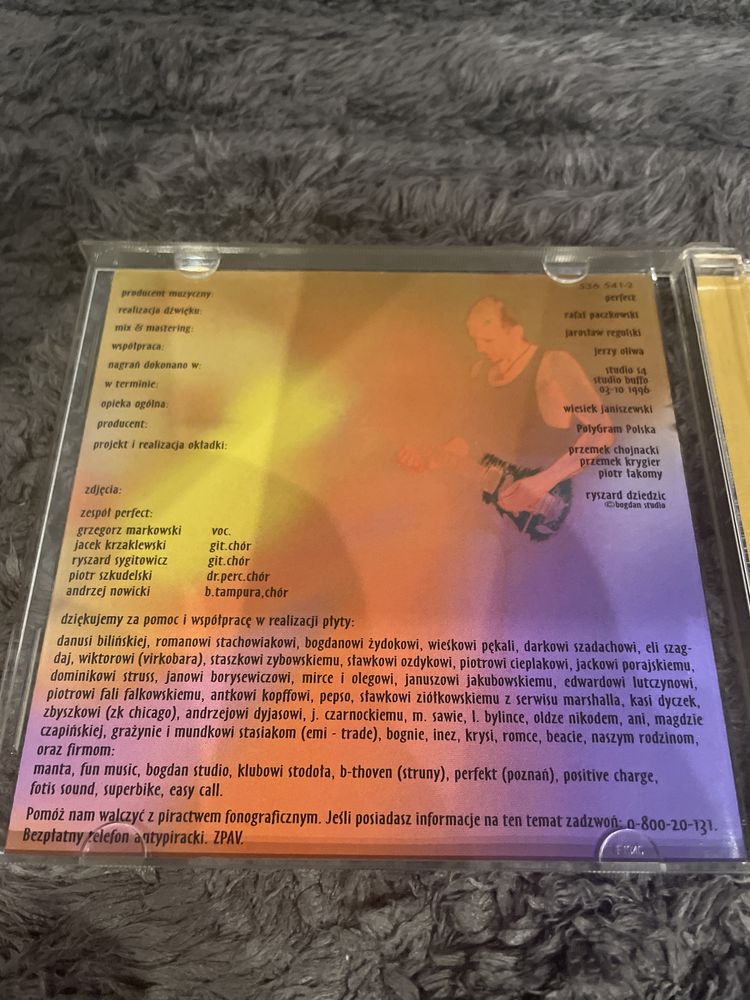 536 541-2
producent muzyczny: perfect
realizacja dźwięku: rafał paczkowski
mix & mastering: jarosław regulski
współpraca: jerzy oliwa
nagrań dokonano w: studio s4
studio buffo
w terminie: 03-10 1996
opieka ogólna: wiesiek janiszewski
producent: PolyGram Polska
projekt i realizacja okładki: przemek chojnacki
przemek krygier
piotr łakomy
zdjęcia: ryszard dziedzic
©bogdan studio
zespół perfect:
grzegorz markowski voc.
jacek krzaklewski git.chór
ryszard sygitowicz git.chór
piotr szkudelski dr.perc.chór
andrzej nowicki b.tampura,chór
dziękujemy za pomoc i współpracę w realizacji płyty:
danusi bilińskiej, romanowi stachowiakowi, bogdanowi żydokowi, wieśkowi pękali, darkowi szadachowi, eli szag-
daj, wiktorowi (virkobara), staszkowi zybowskiemu, sławkowi ozdykowi, piotrowi cieplakowi, jackowi porajskiemu,
dominikowi struss, janowi borysewiczowi, mirce i olegowi, januszowi jakubowskiemu, edwardowi lutczynowi,
piotrowi fali falkowskiemu, antkowi kopffowi, pepso, sławkowi ziółkowskiemu z serwisu marshalla, kasi dyczek,
zbyszkowi (zk chicago), andrzejowi dyjasowi, j. czarnockiemu, m. sawie, l. bylince, oldze nikodem, ani, magdzie
czapińskiej, grażynie i mundkowi stasiakom (emi - trade), bognie, inez, krysi, romce, beacie, naszym rodzinom,
oraz firmom:
manta, fun music, bogdan studio, klubowi stodoła, b-thoven (struny), perfekt (poznań), positive charge,
fotis sound, superbike, easy call.
Pomóż nam walczyć z piractwem fonograficznym. Jeśli posiadasz informacje na ten temat zadzwoń: 0-800-20-131.
Bezpłatny telefon antypiracki. ZPAV.